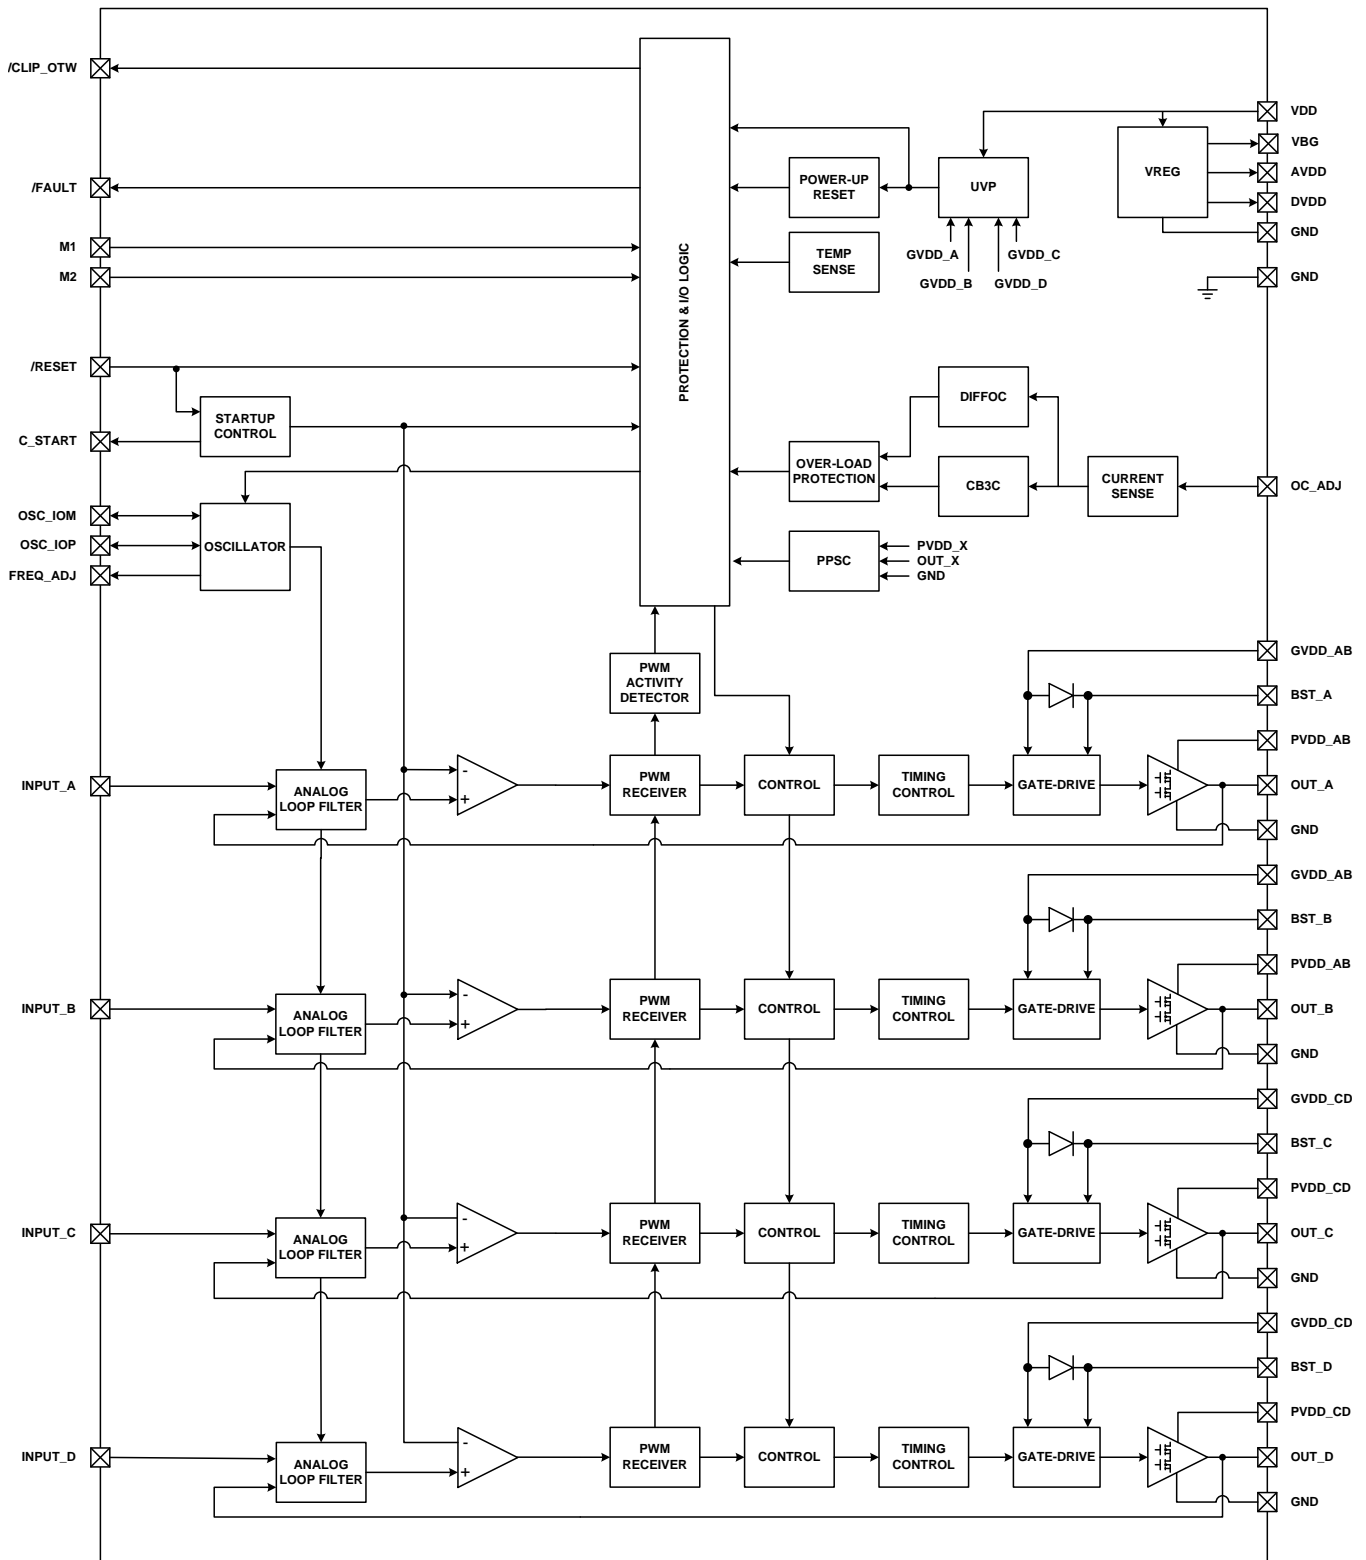 /CLIP_OTW
VDD
VBG
VREG
AVDD
DVDD
GND
GND
/FAULT
POWER-UP
RESET
UVP
M1
M2
TEMP
SENSE
GVDD_A
GVDD_C
GVDD_B
GVDD_D
PROTECTION & I/O LOGIC
/RESET
STARTUP
CONTROL
C_START
DIFFOC
OVER-LOAD
PROTECTION
CB3C
CURRENT
SENSE
OC_ADJ
OSC_IOM
OSC_IOP
FREQ_ADJ
OSCILLATOR
PPSC
PVDD_X
OUT_X
GND
PWM
ACTIVITY
DETECTOR
GVDD_AB
BST_A
PVDD_AB
INPUT_A
ANALOG
LOOP FILTER
-
+
PWM
RECEIVER
CONTROL
TIMING
CONTROL
GATE-DRIVE
OUT_A
GND
GVDD_AB
BST_B
PVDD_AB
INPUT_B
ANALOG
LOOP FILTER
-
+
PWM
RECEIVER
CONTROL
TIMING
CONTROL
GATE-DRIVE
OUT_B
GND
GVDD_CD
BST_C
PVDD_CD
INPUT_C
ANALOG
LOOP FILTER
-
+
PWM
RECEIVER
CONTROL
TIMING
CONTROL
GATE-DRIVE
OUT_C
GND
GVDD_CD
BST_D
PVDD_CD
INPUT_D
ANALOG
LOOP FILTER
-
+
PWM
RECEIVER
CONTROL
TIMING
CONTROL
GATE-DRIVE
OUT_D
GND